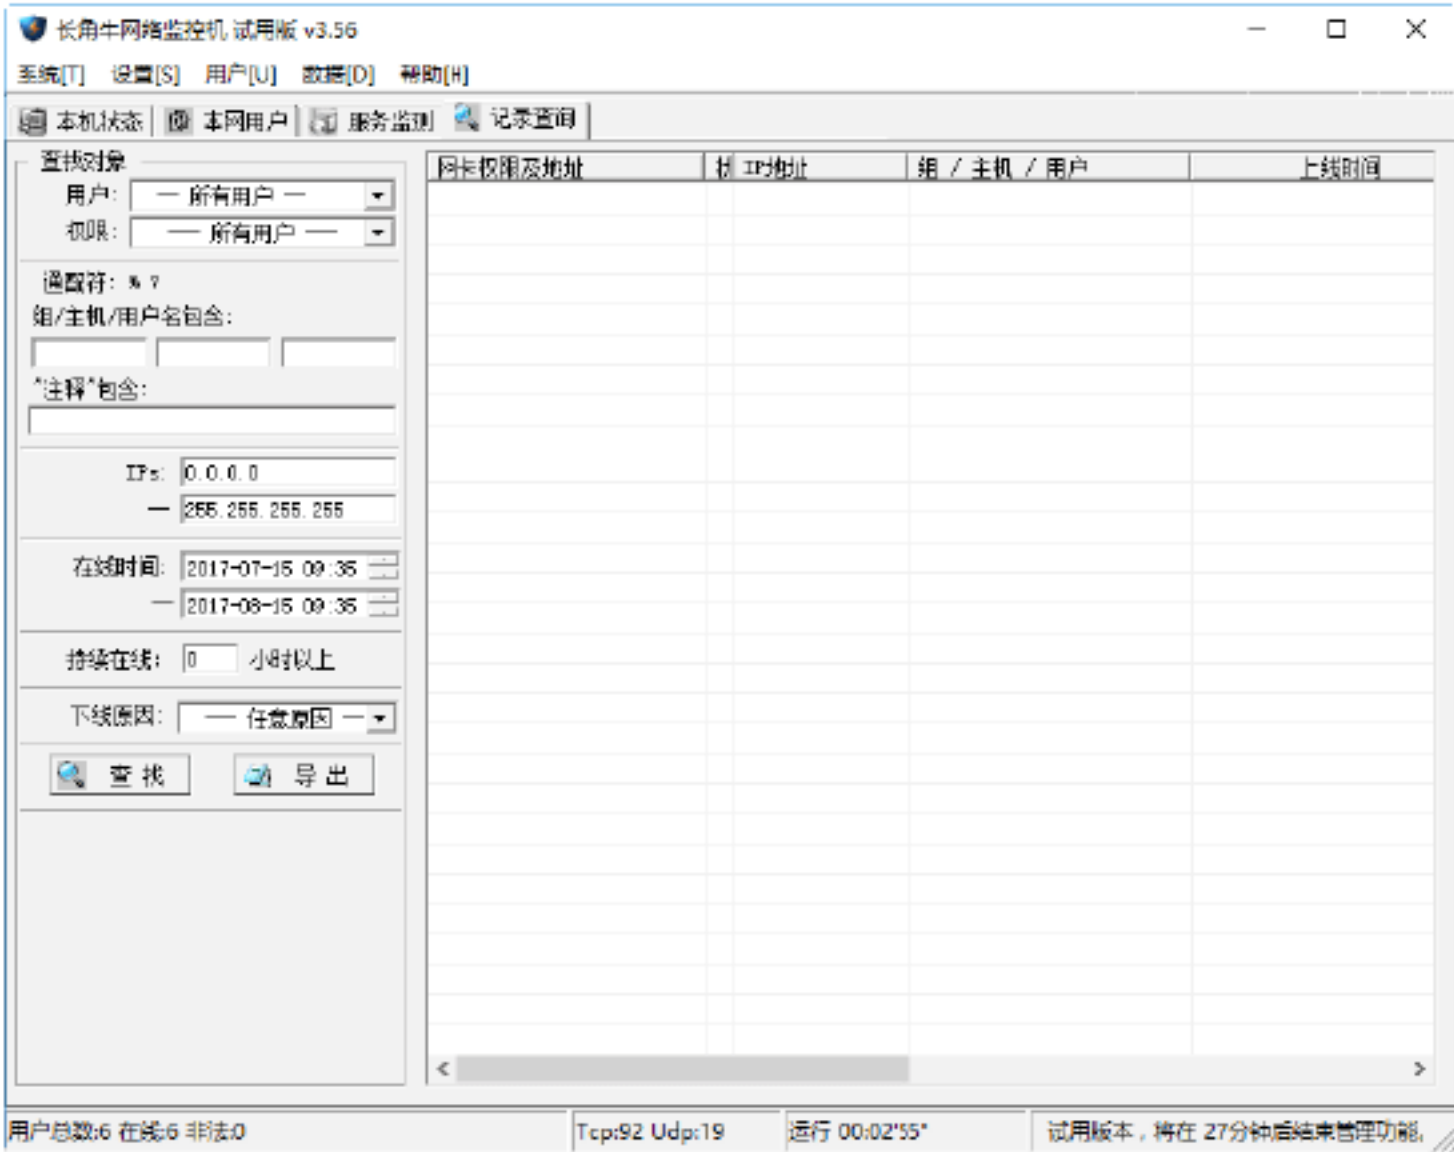 长角牛网络监控机 试用版 v3.56
系统[T] 设置[S] 用户[U] 数据[D] 帮助[H]
本机状态 本网用户 服务监测 记录查询
查找对象
用户: — 所有用户 —
权限: — 所有用户 —
通配符: % ?
组/主机/用户名包含:
"注释"包含:
IPs: 0.0.0.0
— 255.255.255.255
在线时间: 2017-07-15 09:35
— 2017-08-15 09:35
持续在线: 0 小时以上
下线原因: — 任意原因 —
查找 导出
网卡权限及地址 IP地址 组 / 主机 / 用户 上线时间
用户总数:6 在线:6 非法:0 Tcp:92 Udp:19 运行 00:02'55" 试用版本，将在 27分钟后结束管理功能.